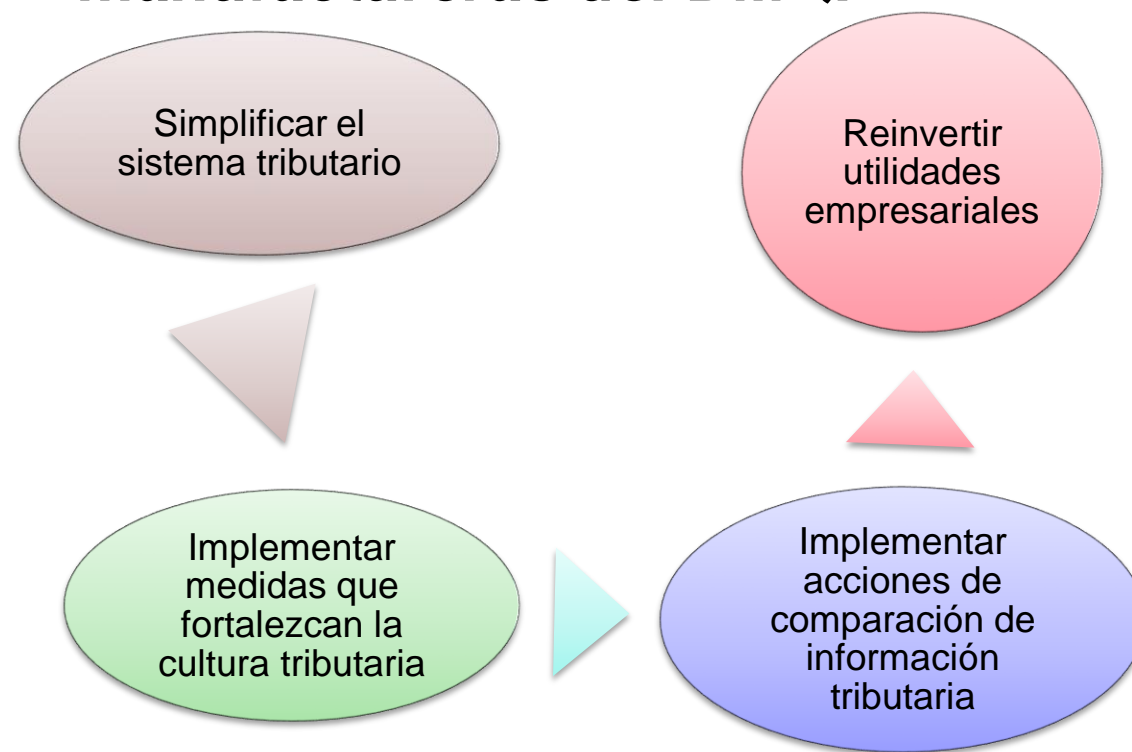 Simplificar el
sistema tributario
Implementar
medidas que
fortalezcan la
cultura tributaria
Implementar
acciones de
comparación de
información
tributaria
Reinvertir
utilidades
empresariales